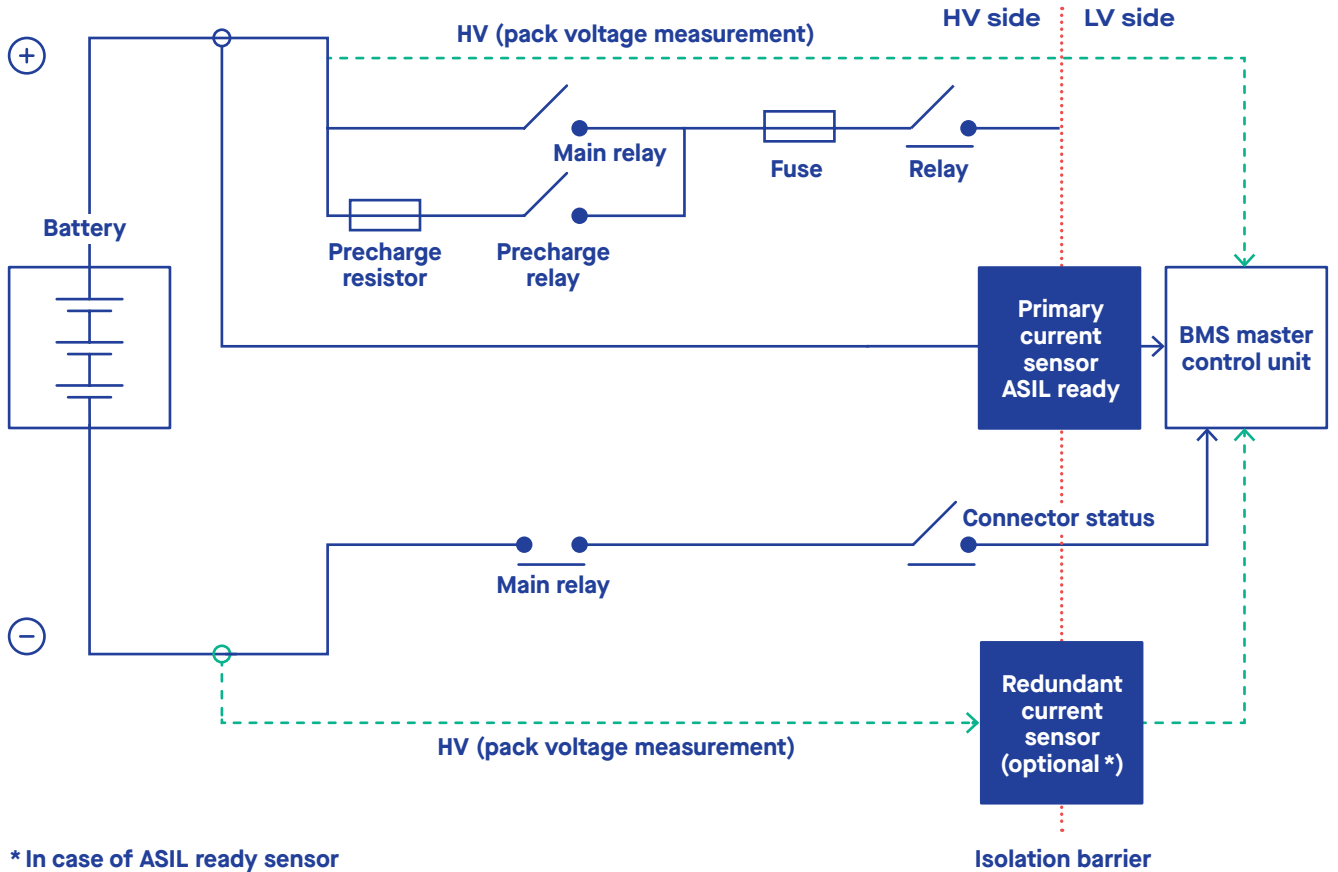 HV side
LV side
HV (pack voltage measurement)
+
Main relay
Fuse
Relay
Battery
Precharge
resistor
Precharge
relay
Primary
current
sensor
ASIL ready
BMS master
control unit
Connector status
Main relay
−
Redundant
current
sensor
(optional *)
HV (pack voltage measurement)
* In case of ASIL ready sensor
Isolation barrier